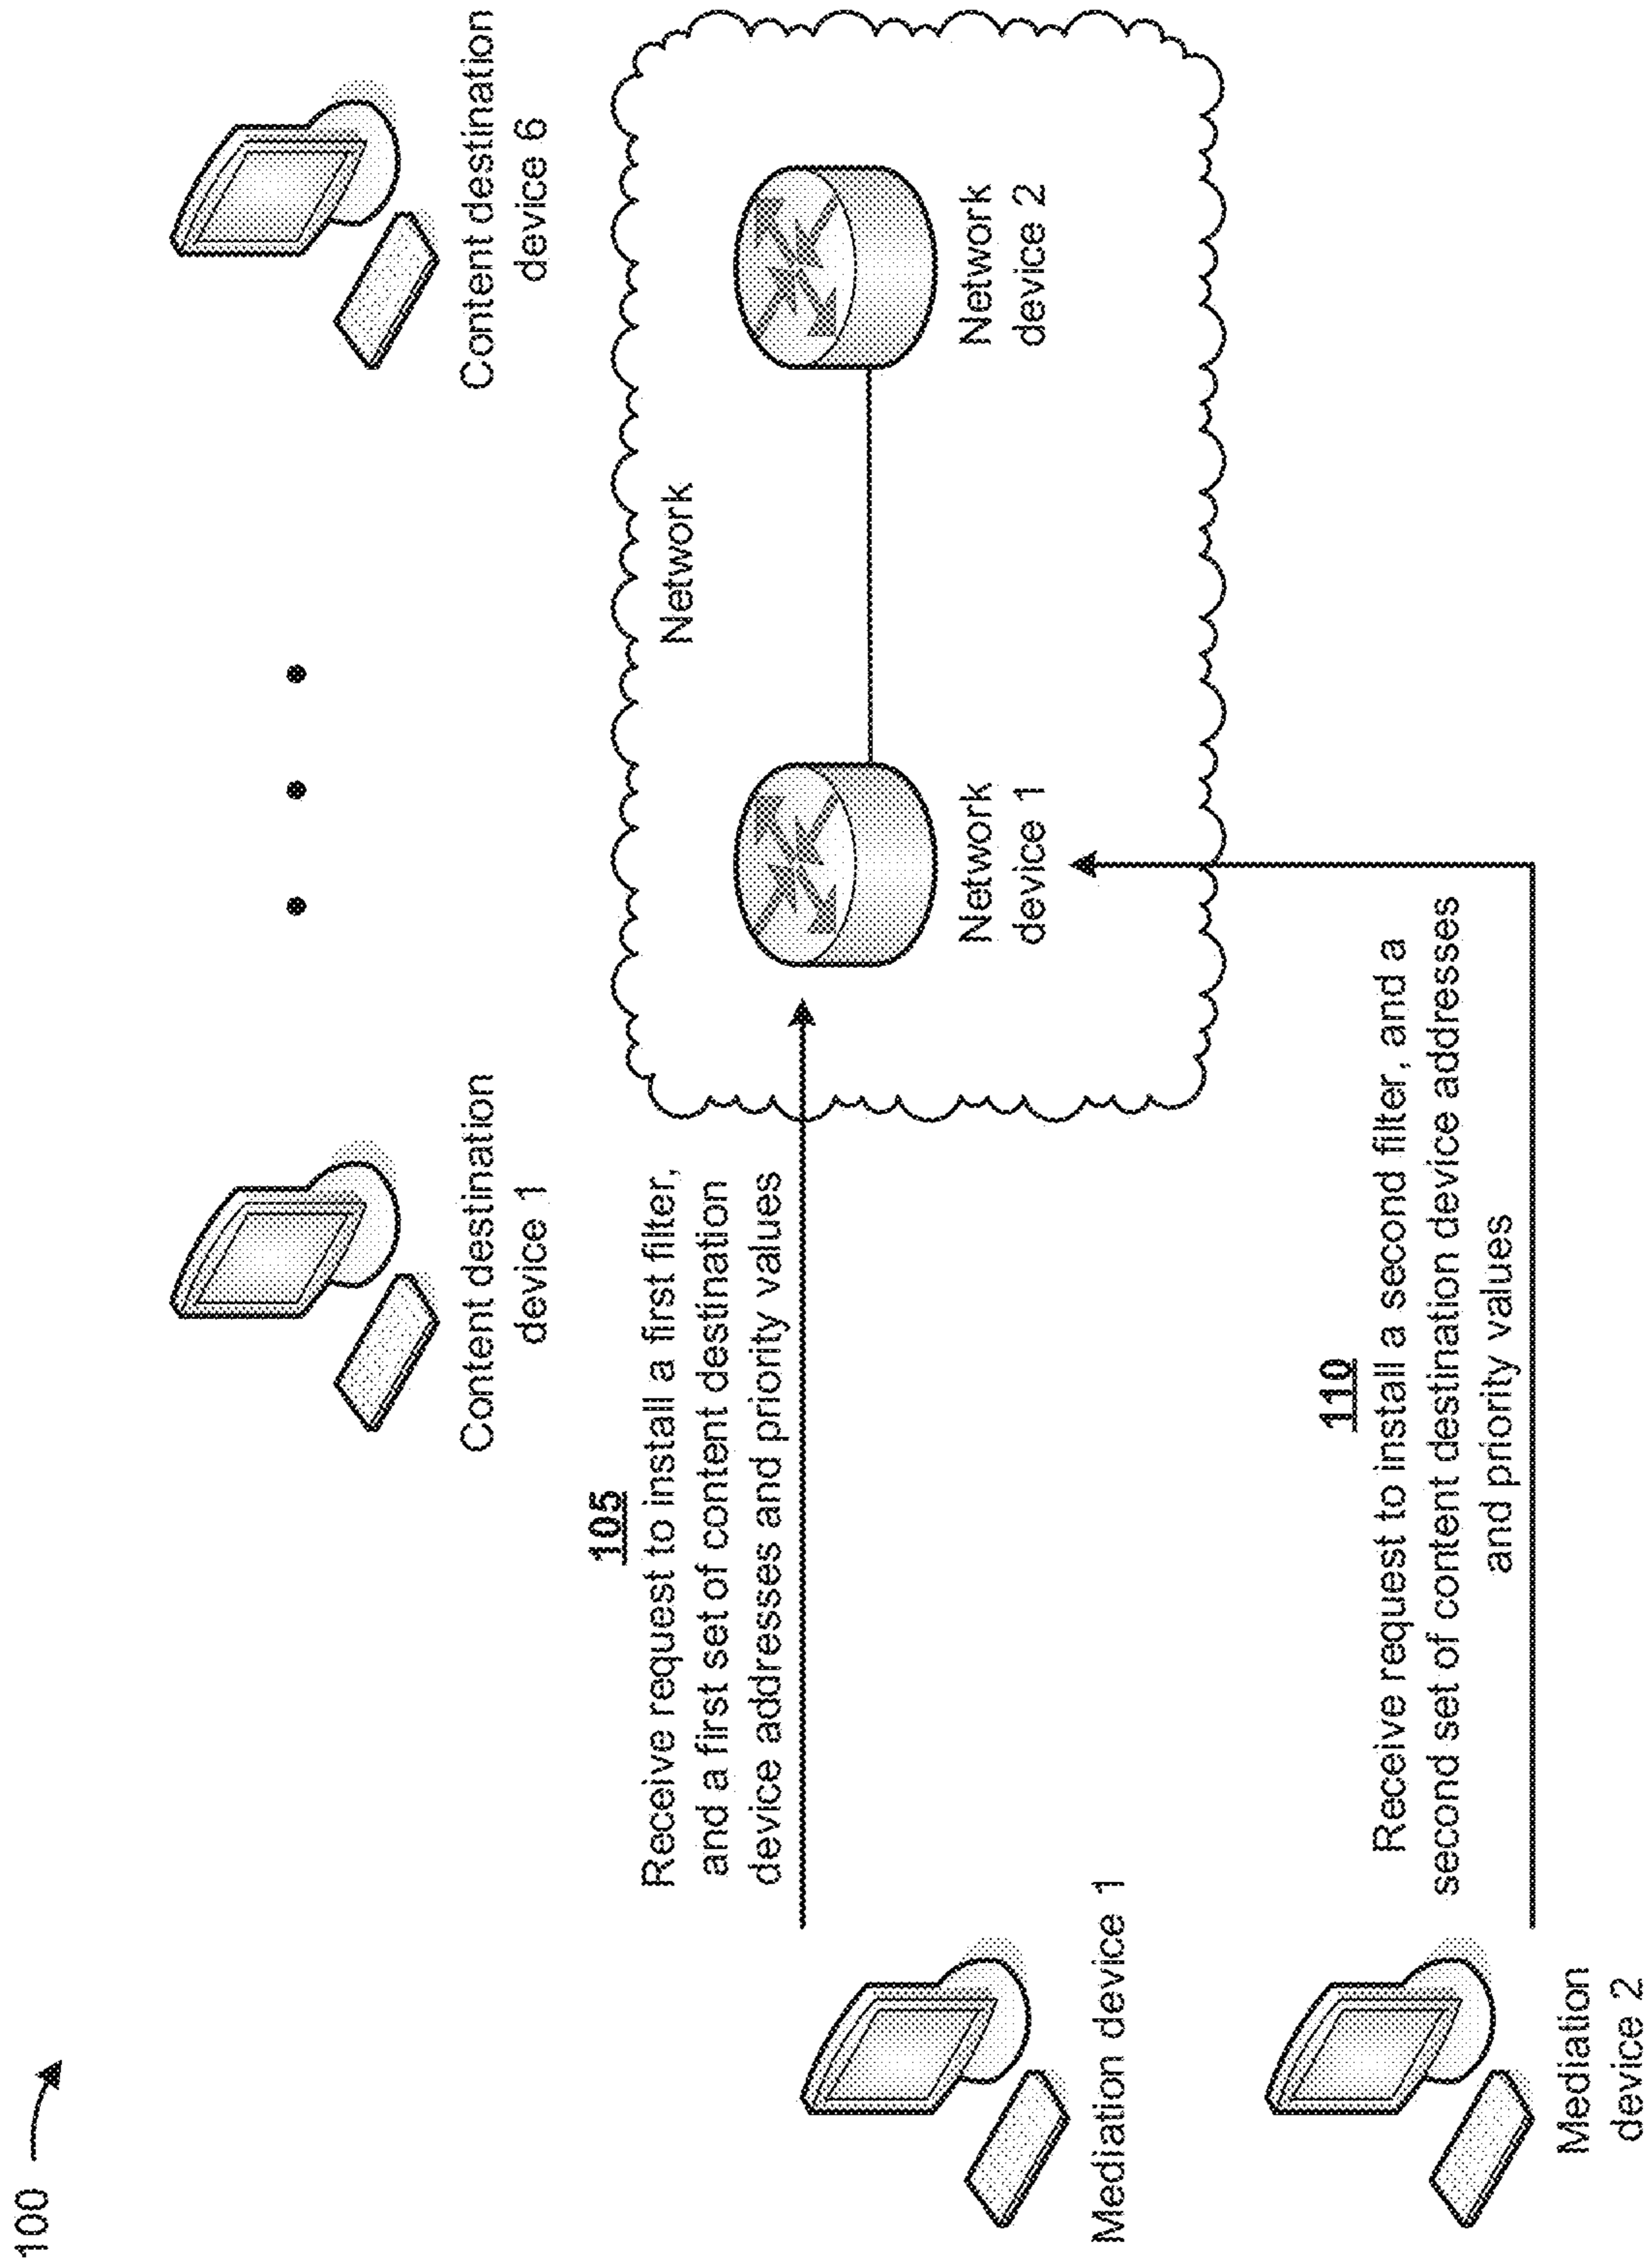 100
Content destination
device 1
Content destination
device 6
105
Receive request to install a first filter,
and a first set of content destination
device addresses and priority values
Network
Network
device 1
Network
device 2
Mediation device 1
110
Receive request to install a second filter, and a
second set of content destination device addresses
and priority values
Mediation
device 2